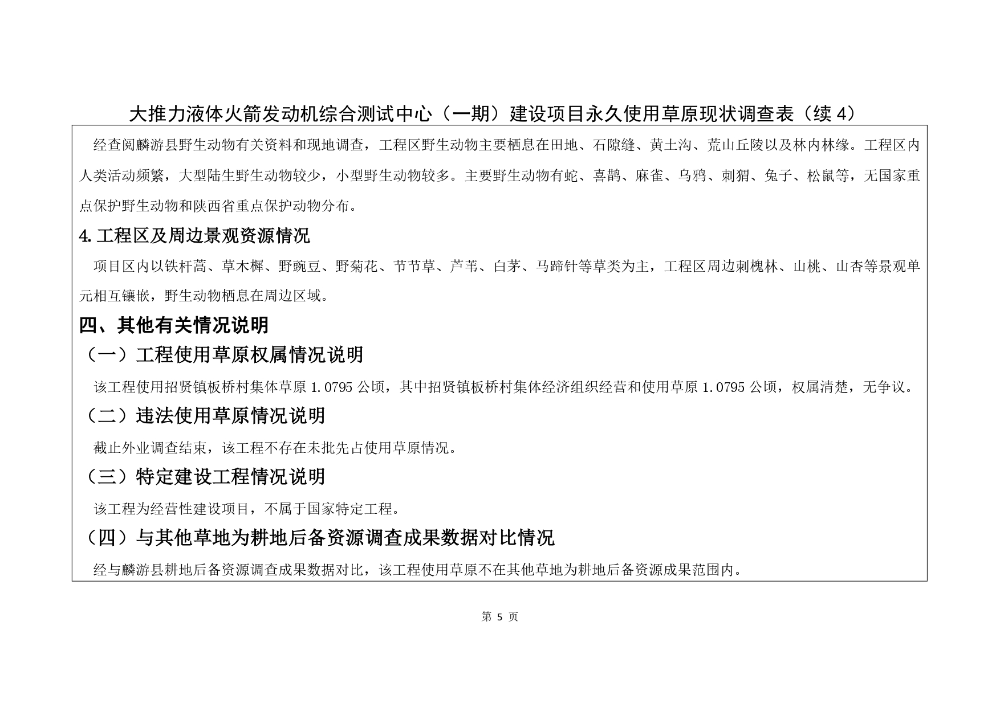 大推力液体火箭发动机综合测试中心（一期）建设项目永久使用草原现状调查表（续 4）
经查阅麟游县野生动物有关资料和现地调查，工程区野生动物主要栖息在田地、石隙缝、黄土沟、荒山丘陵以及林内林缘。工程区内
人类活动频繁，大型陆生野生动物较少，小型野生动物较多。主要野生动物有蛇、喜鹊、麻雀、乌鸦、刺猬、兔子、松鼠等，无国家重
点保护野生动物和陕西省重点保护动物分布。
4. 工程区及周边景观资源情况
项目区内以铁杆蒿、草木樨、野豌豆、野菊花、节节草、芦苇、白茅、马蹄针等草类为主，工程区周边刺槐林、山桃、山杏等景观单
元相互镶嵌，野生动物栖息在周边区域。
四、其他有关情况说明
（一）工程使用草原权属情况说明
该工程使用招贤镇板桥村集体草原 1.0795 公顷，其中招贤镇板桥村集体经济组织经营和使用草原 1.0795 公顷，权属清楚，无争议。
（二）违法使用草原情况说明
截止外业调查结束，该工程不存在未批先占使用草原情况。
（三）特定建设工程情况说明
该工程为经营性建设项目，不属于国家特定工程。
（四）与其他草地为耕地后备资源调查成果数据对比情况
经与麟游县耕地后备资源调查成果数据对比，该工程使用草原不在其他草地为耕地后备资源成果范围内。
第 5 页